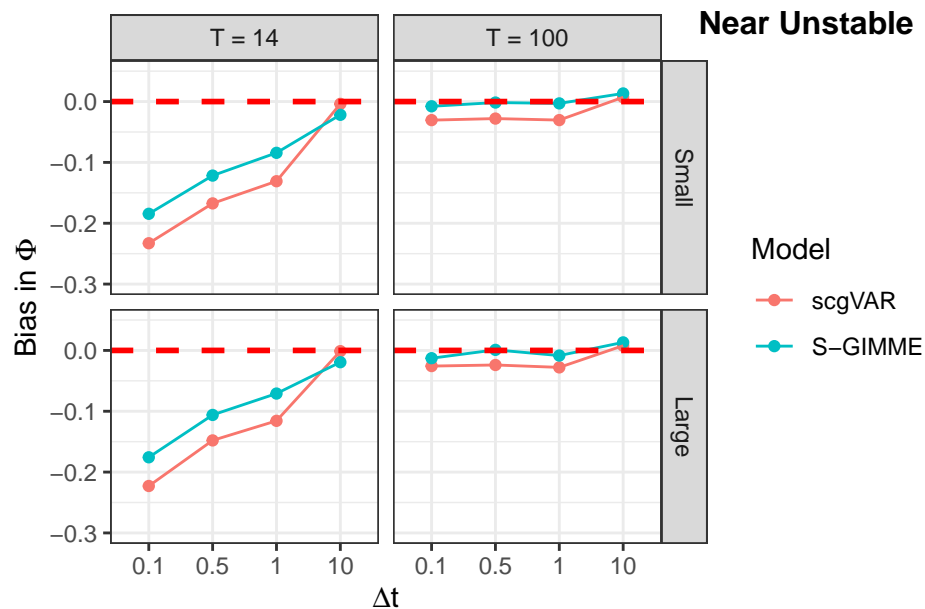 Near Unstable
T = 14
T = 100
0.0
−0.1
−0.2
−0.3
Small
0.0
−0.1
−0.2
−0.3
Large
Bias in Φ
0.1 0.5 1 10
0.1 0.5 1 10
Δt
Model
scgVAR
S−GIMME